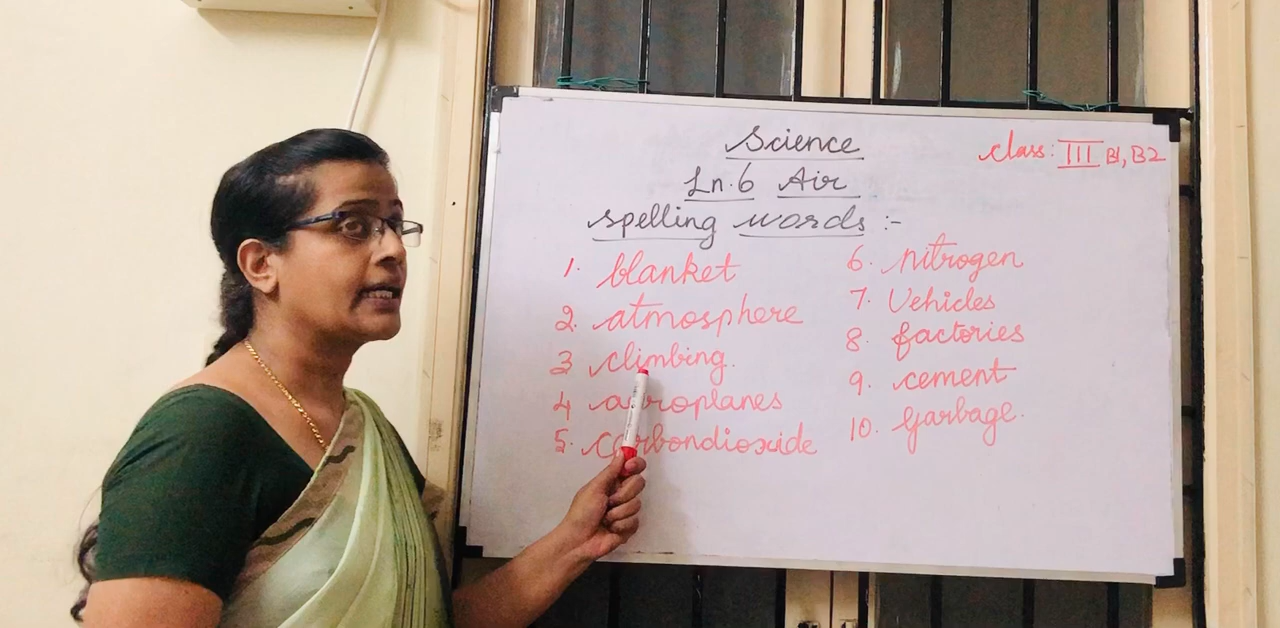 Science
class: III B1, B2
Ln.6 Air
spelling words :-
1. blanket
2. atmosphere
3 climbing.
4 aeroplanes
5. carbondioxide
6. nitrogen
7. Vehicles
8. factories
9. cement
10. garbage.